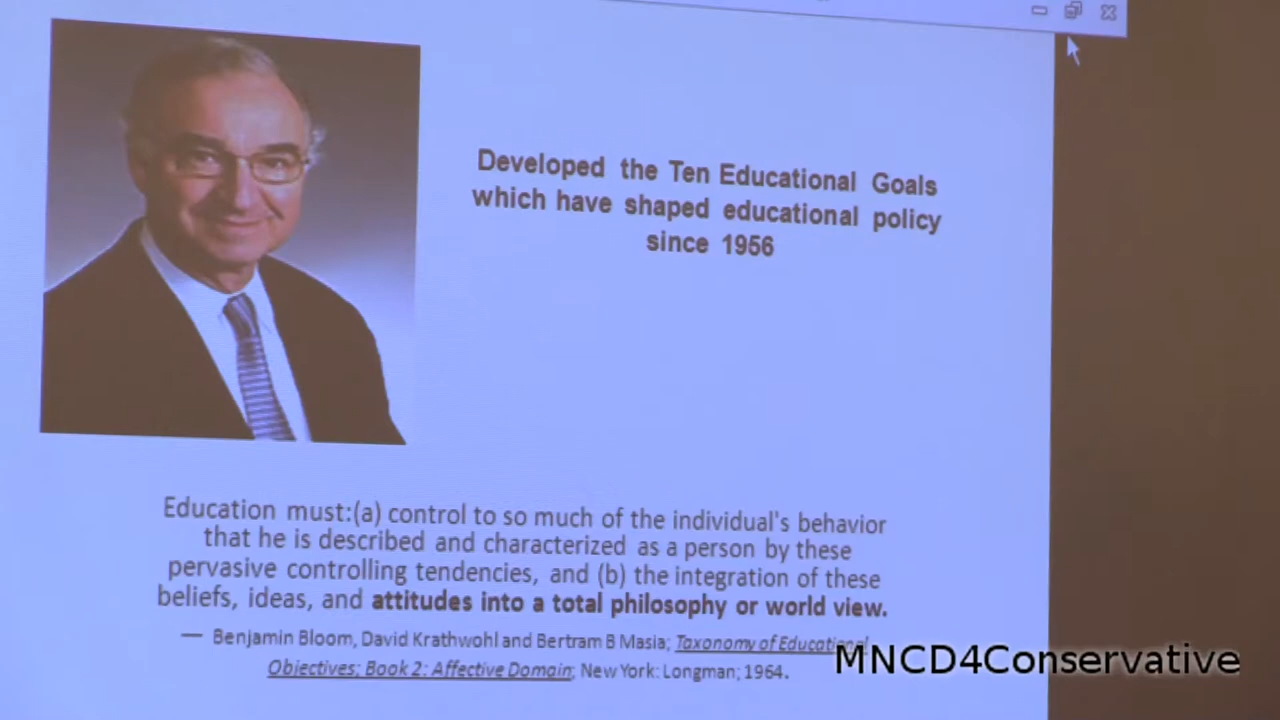 Developed the Ten Educational Goals
which have shaped educational policy
since 1956
Education must:(a) control to so much of the individual's behavior
that he is described and characterized as a person by these
pervasive controlling tendencies, and (b) the integration of these
beliefs, ideas, and attitudes into a total philosophy or world view.
— Benjamin Bloom, David Krathwohl and Bertram B Masia; Taxonomy of Educational
Objectives; Book 2: Affective Domain; New York: Longman; 1964.
MNCD4Conservative